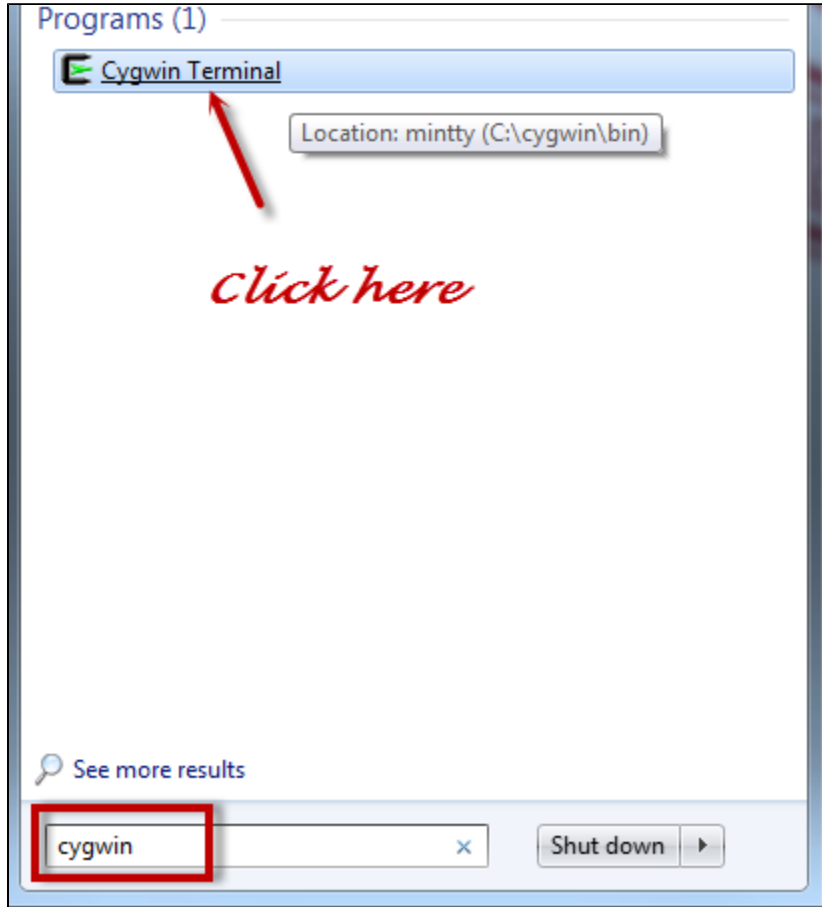 Programs (1)
Cygwin Terminal
Location: mintty (C:\cygwin\bin)
Click here
See more results
cygwin
Shut down